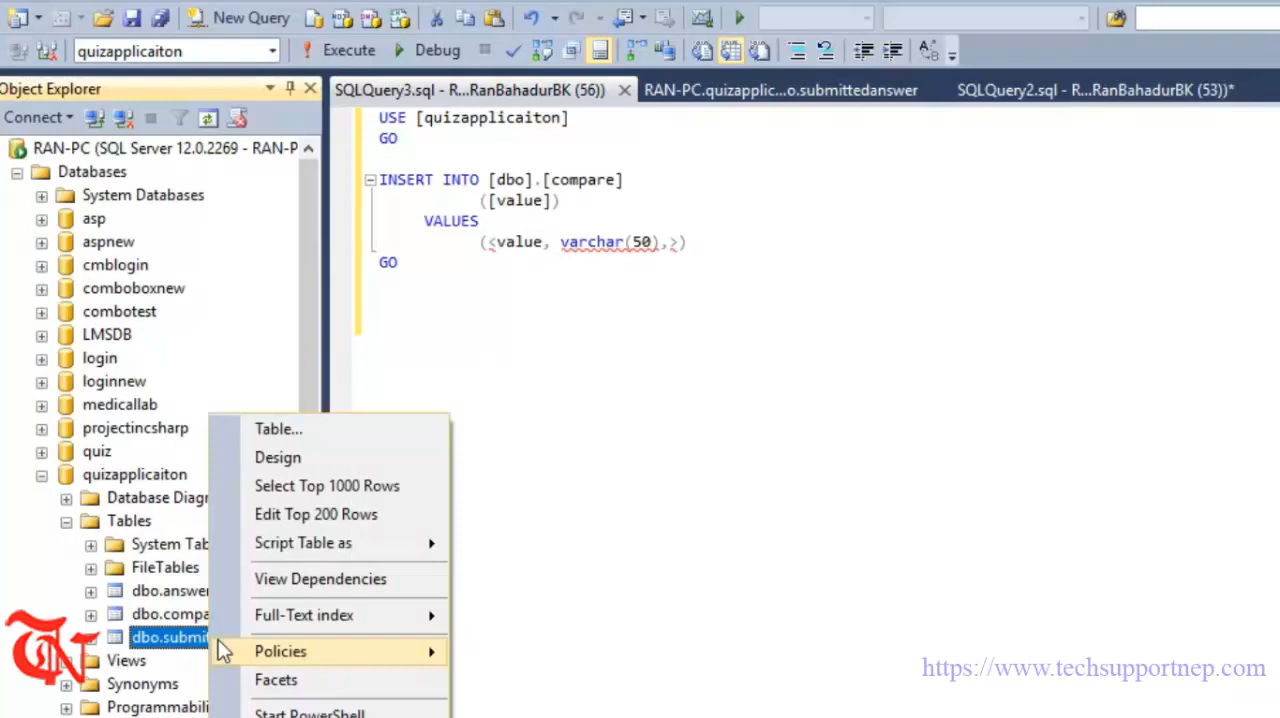 New Query
quizapplicaiton
Execute
Debug
Object Explorer
SQLQuery3.sql - R...RanBahadurBK (56))
RAN-PC.quizapplic...o.submittedanswer
SQLQuery2.sql - R...RanBahadurBK (53))*
Connect
RAN-PC (SQL Server 12.0.2269 - RAN-P
Databases
System Databases
asp
aspnew
cmblogin
comboboxnew
combotest
LMSDB
login
loginnew
medicallab
projectincsharp
quiz
quizapplicaiton
Database Diagr
Tables
System Tab
FileTables
dbo.answer
dbo.compa
dbo.submit
Views
Synonyms
Programmabili
USE [quizapplicaiton]
GO
INSERT INTO [dbo].[compare]
([value])
VALUES
(<value, varchar(50),>)
GO
Table...
Design
Select Top 1000 Rows
Edit Top 200 Rows
Script Table as
View Dependencies
Full-Text index
Policies
Facets
Start PowerShell
TN
https://www.techsupportnep.com